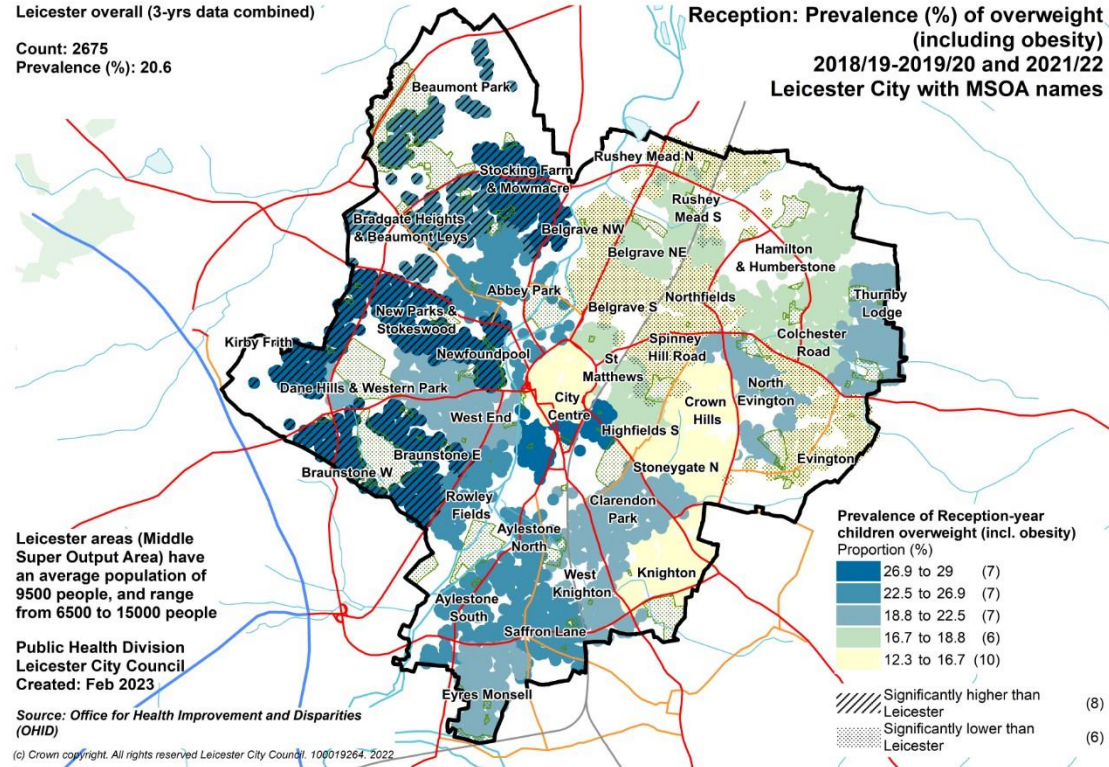 Leicester overall (3-yrs data combined)
Count: 2675
Prevalence (%): 20.6
Reception: Prevalence (%) of overweight
(including obesity)
2018/19-2019/20 and 2021/22
Leicester City with MSOA names
Beaumont Park
Stocking Farm
& Mowmacre
Rushey Mead N
Rushey
Mead S
Bradgate Heights
& Beaumont Leys
Belgrave NW
Belgrave NE
Hamilton
& Humberstone
Abbey Park
Belgrave S
Northfields
Thurnby
Lodge
New Parks &
Stokeswood
Colchester
Road
Kirby Frith
Newfoundpool
Spinney
Hill Road
St
Matthews
Dane Hills & Western Park
North
Evington
City
Centre
Crown
Hills
West End
Highfields S
Braunstone E
Evington
Braunstone W
Stoneygate N
Rowley
Fields
Clarendon
Park
Aylestone
North
West
Knighton
Knighton
Aylestone
South
Saffron Lane
Eyres Monsell
Leicester areas (Middle
Super Output Area) have
an average population of
9500 people, and range
from 6500 to 15000 people
Public Health Division
Leicester City Council
Created: Feb 2023
Source: Office for Health Improvement and Disparities
(OHID)
(c) Crown copyright. All rights reserved Leicester City Council. 100019264. 2022
Prevalence of Reception-year
children overweight (incl. obesity)
Proportion (%)
26.9 to 29 (7)
22.5 to 26.9 (7)
18.8 to 22.5 (7)
16.7 to 18.8 (6)
12.3 to 16.7 (10)
Significantly higher than
Leicester (8)
Significantly lower than
Leicester (6)